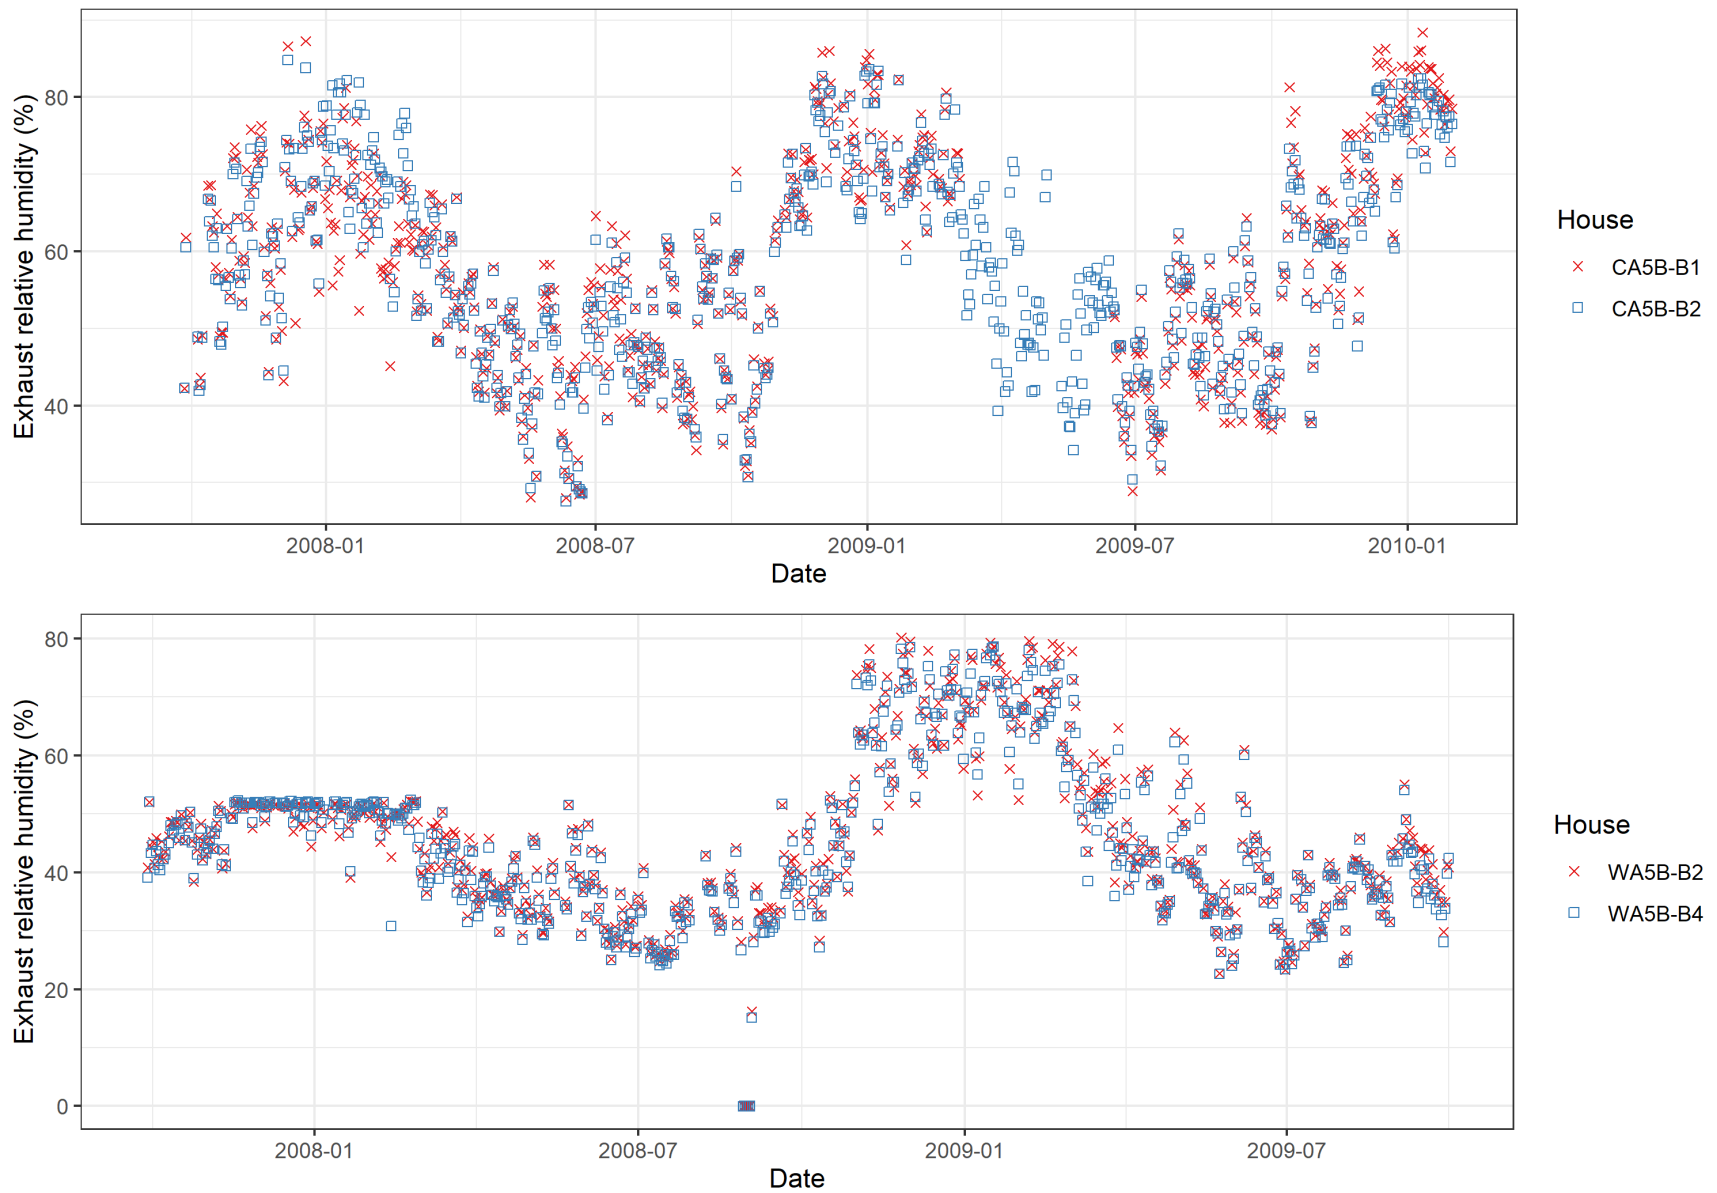 Exhaust relative humidity (%)
80
60
40
2008-01 2008-07 2009-01 2009-07 2010-01
Date
House
CA5B-B1
CA5B-B2
Exhaust relative humidity (%)
80
60
40
20
0
2008-01 2008-07 2009-01 2009-07
Date
House
WA5B-B2
WA5B-B4